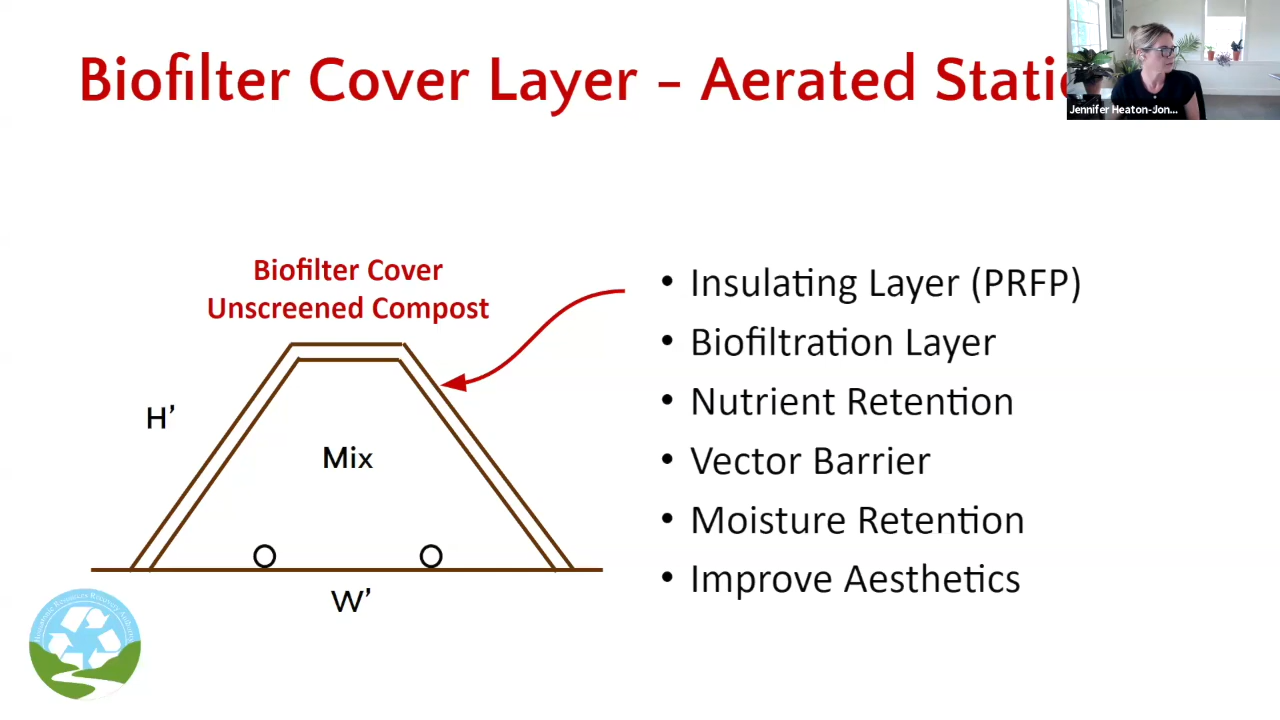 Biofilter Cover Layer – Aerated Static
Jennifer Heaton-Jon...
Biofilter Cover
Unscreened Compost
H'
Mix
W'
• Insulating Layer (PRFP)
• Biofiltration Layer
• Nutrient Retention
• Vector Barrier
• Moisture Retention
• Improve Aesthetics